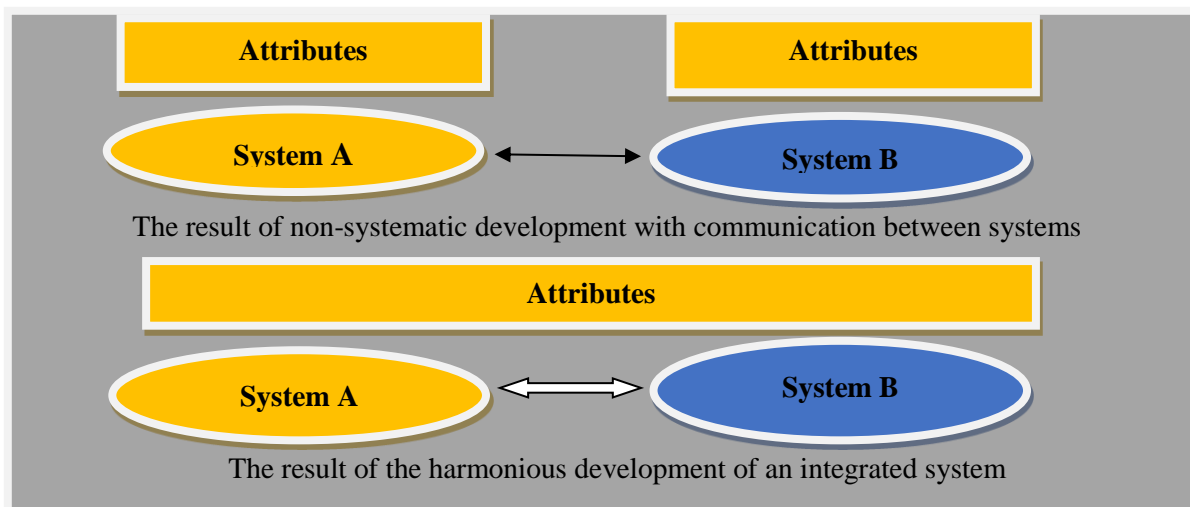 Attributes Attributes
System A System B
The result of non-systematic development with communication between systems
Attributes
System A System B
The result of the harmonious development of an integrated system